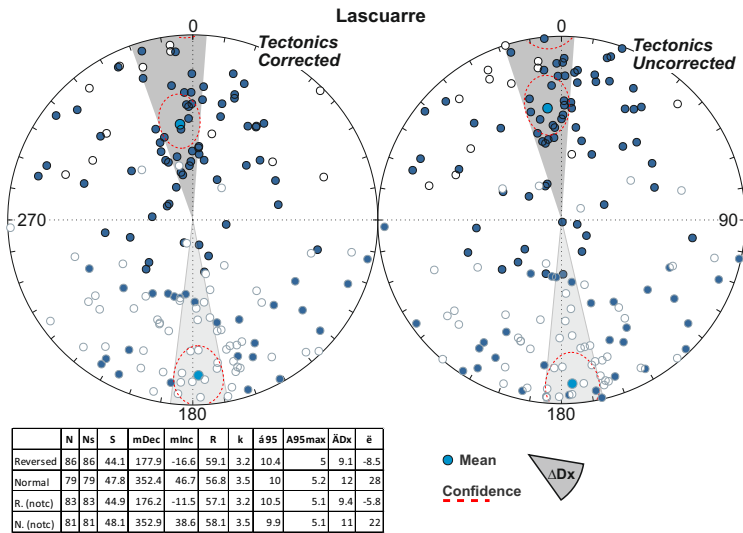 Lascuarre
0
Tectonics
Corrected
0
Tectonics
Uncorrected
270
90
180
180
N Ns S mDec mInc R k á95 A95max ÄDx ë
Reversed 86 86 44.1 177.9 -16.6 59.1 3.2 10.4 5 9.1 -8.5
Normal 79 79 47.8 352.4 46.7 56.8 3.5 10 5.2 12 28
R. (notc) 83 83 44.9 176.2 -11.5 57.1 3.2 10.5 5.1 9.4 -5.8
N. (notc) 81 81 48.1 352.9 38.6 58.1 3.5 9.9 5.1 11 22
Mean
Confidence
ΔDx